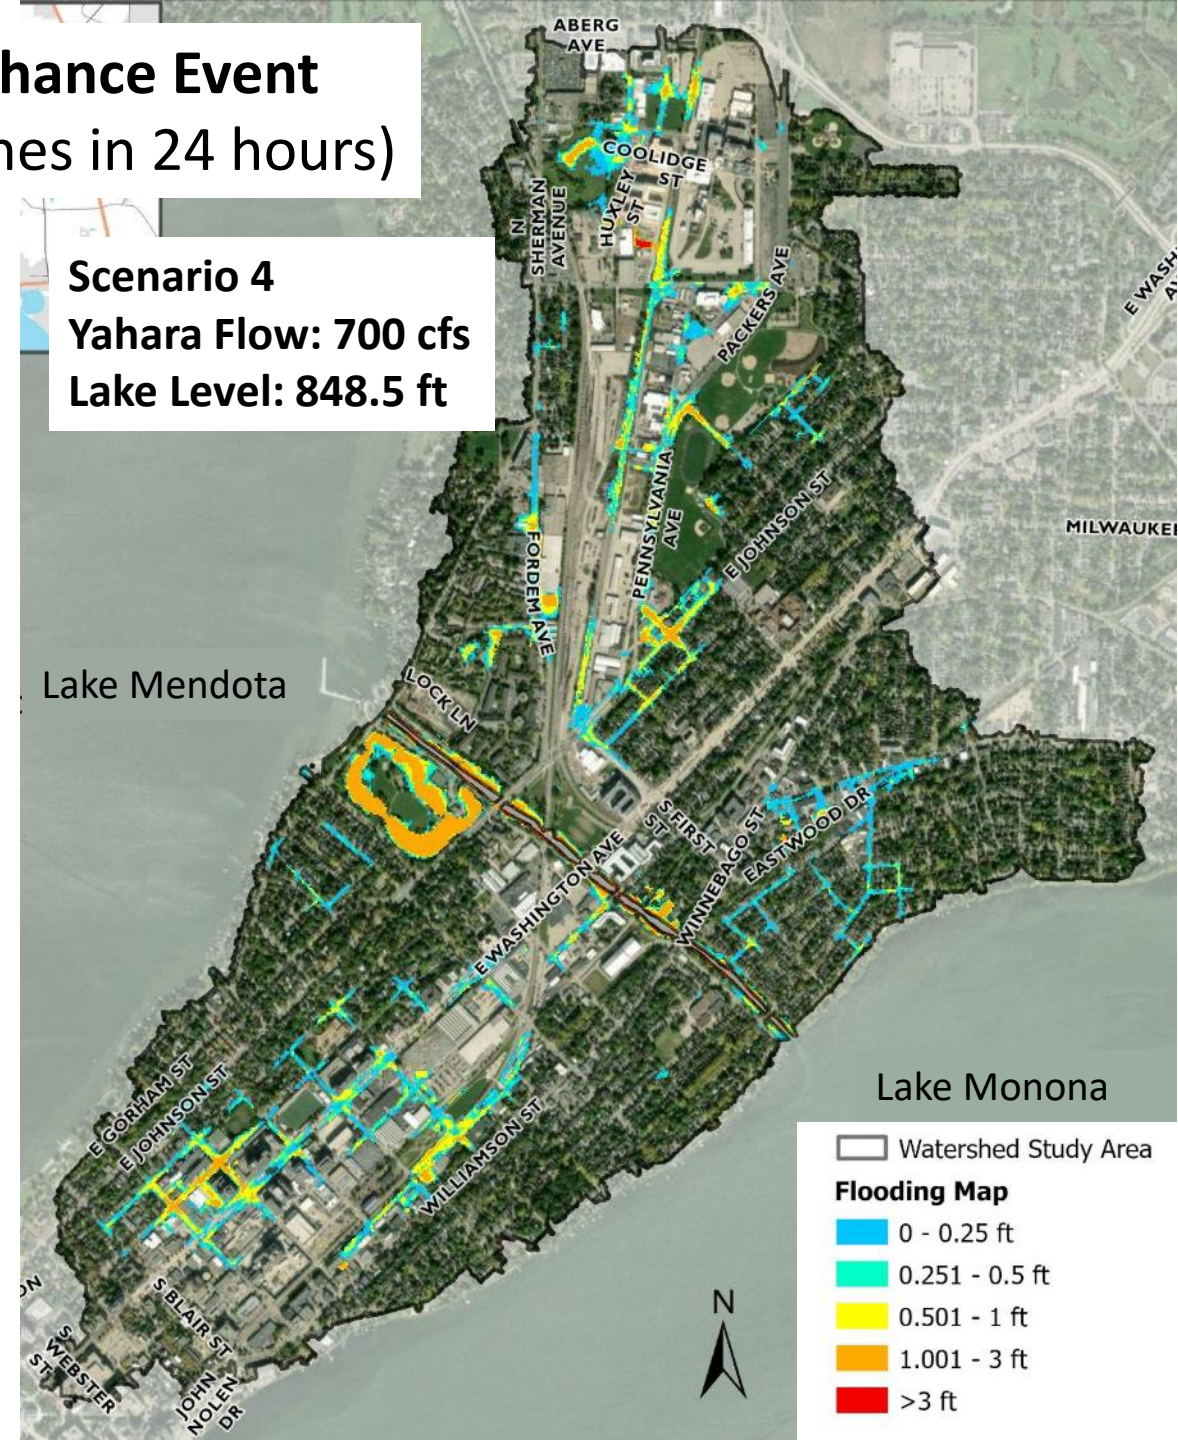 hance Event
nes in 24 hours)
Scenario 4
Yahara Flow: 700 cfs
Lake Level: 848.5 ft
ABERG
AVE
COOLIDGE
ST
HUXLEY
ST
N
SHERMAN
AVENUE
PACKERS AVE
E WASH
AV
MILWAUKEE
PENNSYLVANIA
AVE
E JOHNSON ST
FORDEM AVE
Lake Mendota
LOCK LN
S FIRST
ST
WINNEBAGO ST
EASTWOOD DR
E WASHINGTON AVE
E GORHAM ST
E JOHNSON ST
WILLIAMSON ST
Lake Monona
ON
S BLAIR ST
S
WEBSTER
ST
JOHN
NOLEN
DR
N
Watershed Study Area
Flooding Map
0 - 0.25 ft
0.251 - 0.5 ft
0.501 - 1 ft
1.001 - 3 ft
>3 ft